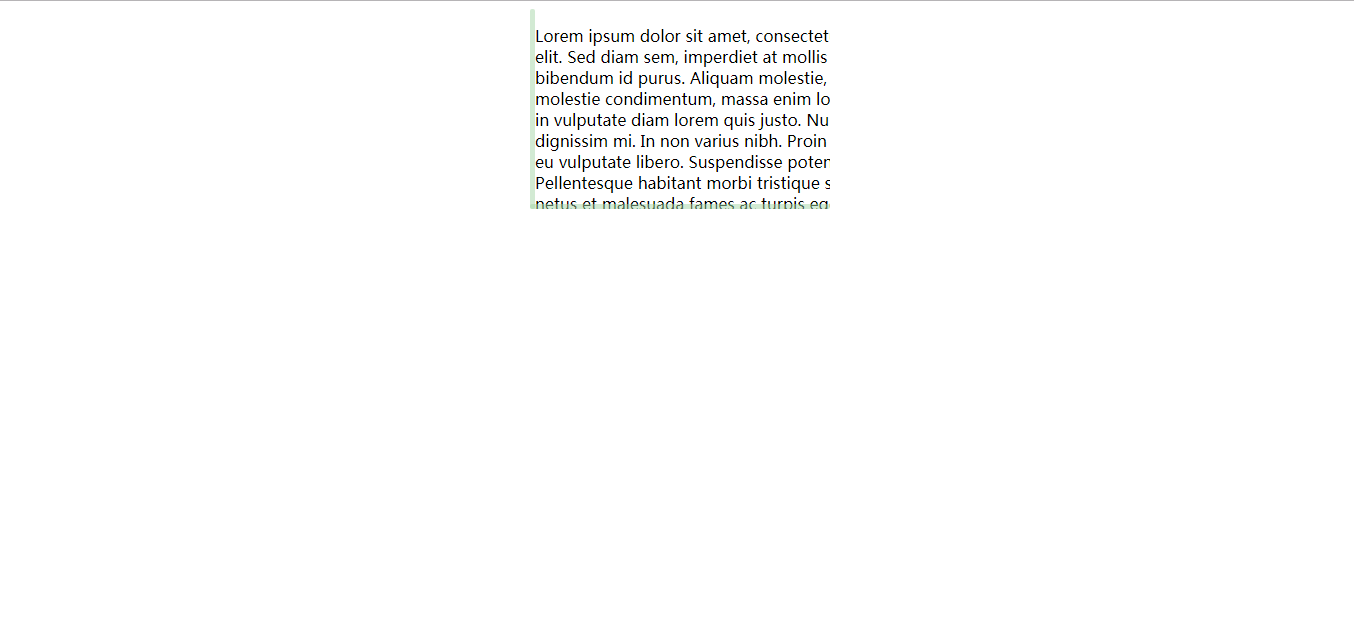 Lorem ipsum dolor sit amet, consectet
elit. Sed diam sem, imperdiet at mollis
bibendum id purus. Aliquam molestie,
molestie condimentum, massa enim lo
in vulputate diam lorem quis justo. Nu
dignissim mi. In non varius nibh. Proin
eu vulputate libero. Suspendisse poten
Pellentesque habitant morbi tristique s
netus et malesuada fames ac turpis eg